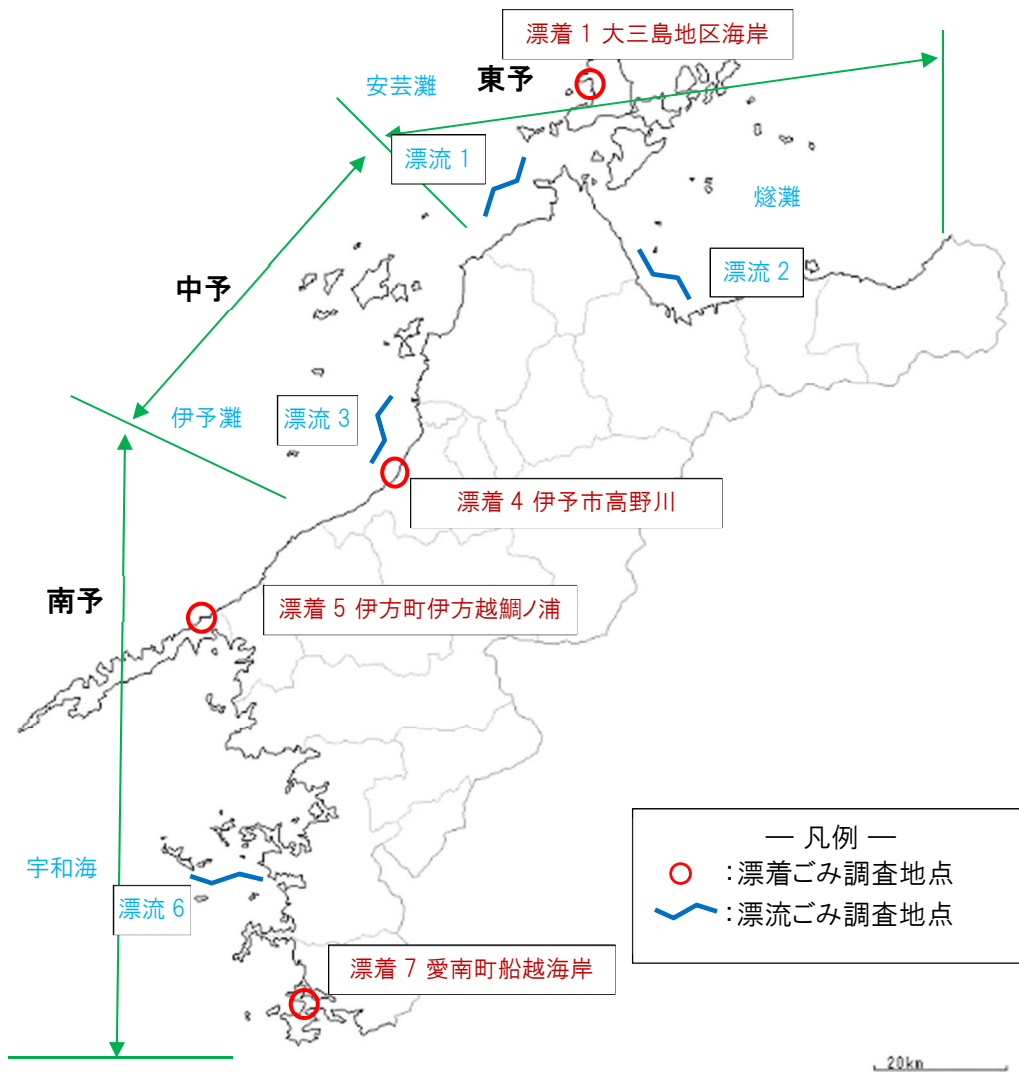 漂着 1 大三島地区海岸
東予
安芸灘
漂流 1
燧灘
漂流 2
中予
伊予灘
漂流 3
漂着 4 伊予市高野川
南予
漂着 5 伊方町伊方越鯛ノ浦
宇和海
漂流 6
漂着 7 愛南町船越海岸
― 凡例 ―
:漂着ごみ調査地点
:漂流ごみ調査地点
20km